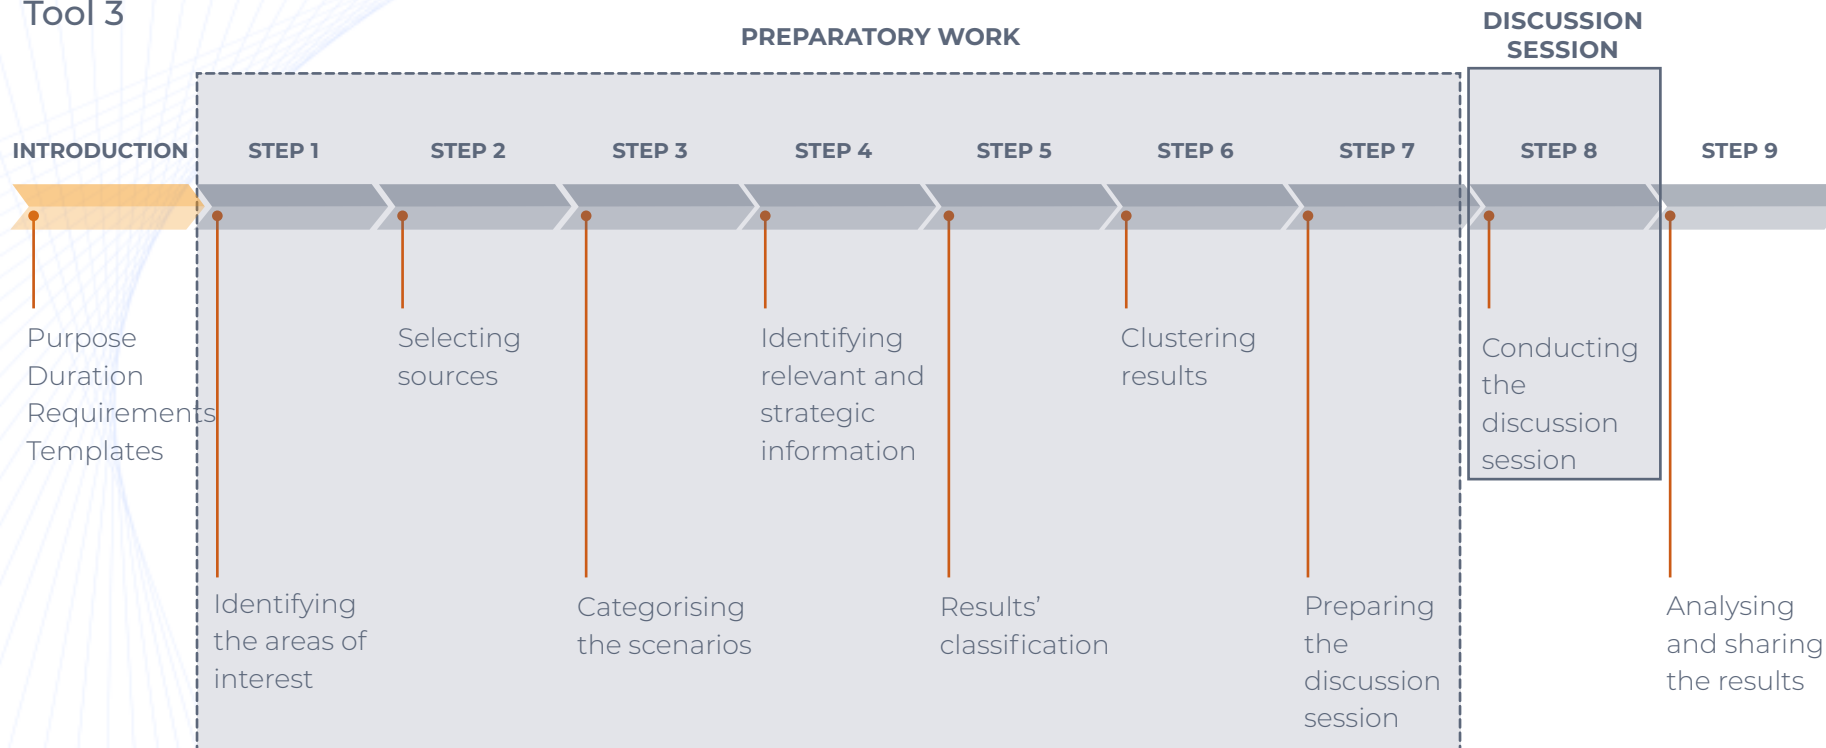 Tool 3
PREPARATORY WORK
DISCUSSION
SESSION
INTRODUCTION
STEP 1
STEP 2
STEP 3
STEP 4
STEP 5
STEP 6
STEP 7
STEP 8
STEP 9
Purpose
Duration
Requirements
Templates
Identifying
the areas of
interest
Selecting
sources
Categorising
the scenarios
Identifying
relevant and
strategic
information
Results’
classification
Clustering
results
Preparing
the
discussion
session
Conducting
the
discussion
session
Analysing
and sharing
the results